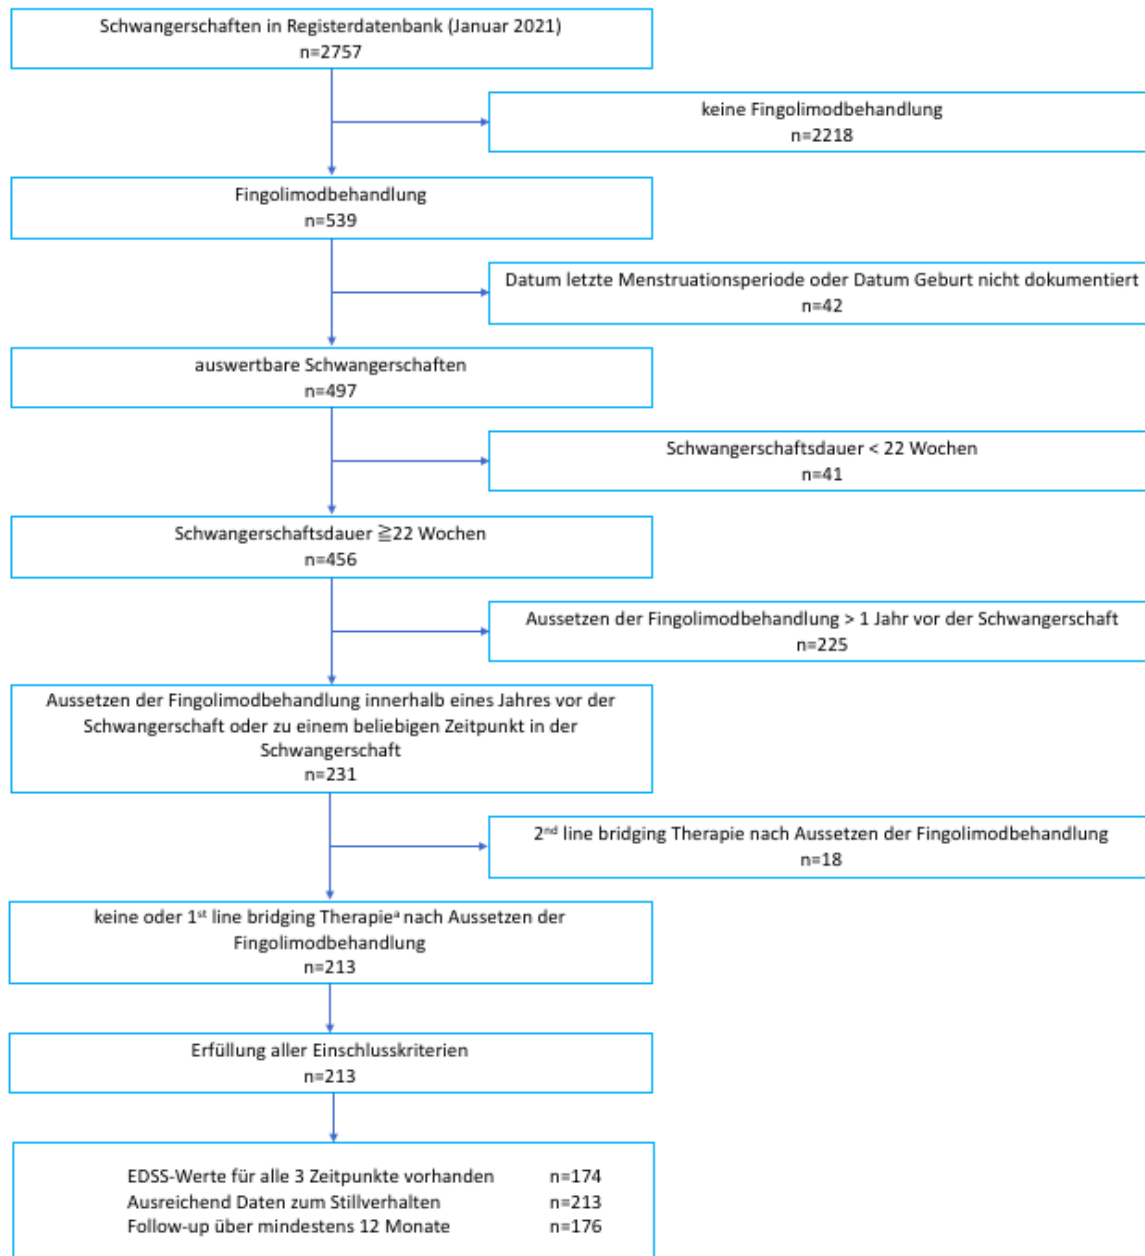 Schwangerschaften in Registerdatenbank (Januar 2021)
n=2757
keine Fingolimodbehandlung
n=2218
Fingolimodbehandlung
n=539
Datum letzte Menstruationsperiode oder Datum Geburt nicht dokumentiert
n=42
auswertbare Schwangerschaften
n=497
Schwangerschaftsdauer < 22 Wochen
n=41
Schwangerschaftsdauer ≧22 Wochen
n=456
Aussetzen der Fingolimodbehandlung > 1 Jahr vor der Schwangerschaft
n=225
Aussetzen der Fingolimodbehandlung innerhalb eines Jahres vor der
Schwangerschaft oder zu einem beliebigen Zeitpunkt in der
Schwangerschaft
n=231
2ⁿᵈ line bridging Therapie nach Aussetzen der Fingolimodbehandlung
n=18
keine oder 1ˢᵗ line bridging Therapieᵃ nach Aussetzen der
Fingolimodbehandlung
n=213
Erfüllung aller Einschlusskriterien
n=213
EDSS-Werte für alle 3 Zeitpunkte vorhanden n=174
Ausreichend Daten zum Stillverhalten n=213
Follow-up über mindestens 12 Monate n=176